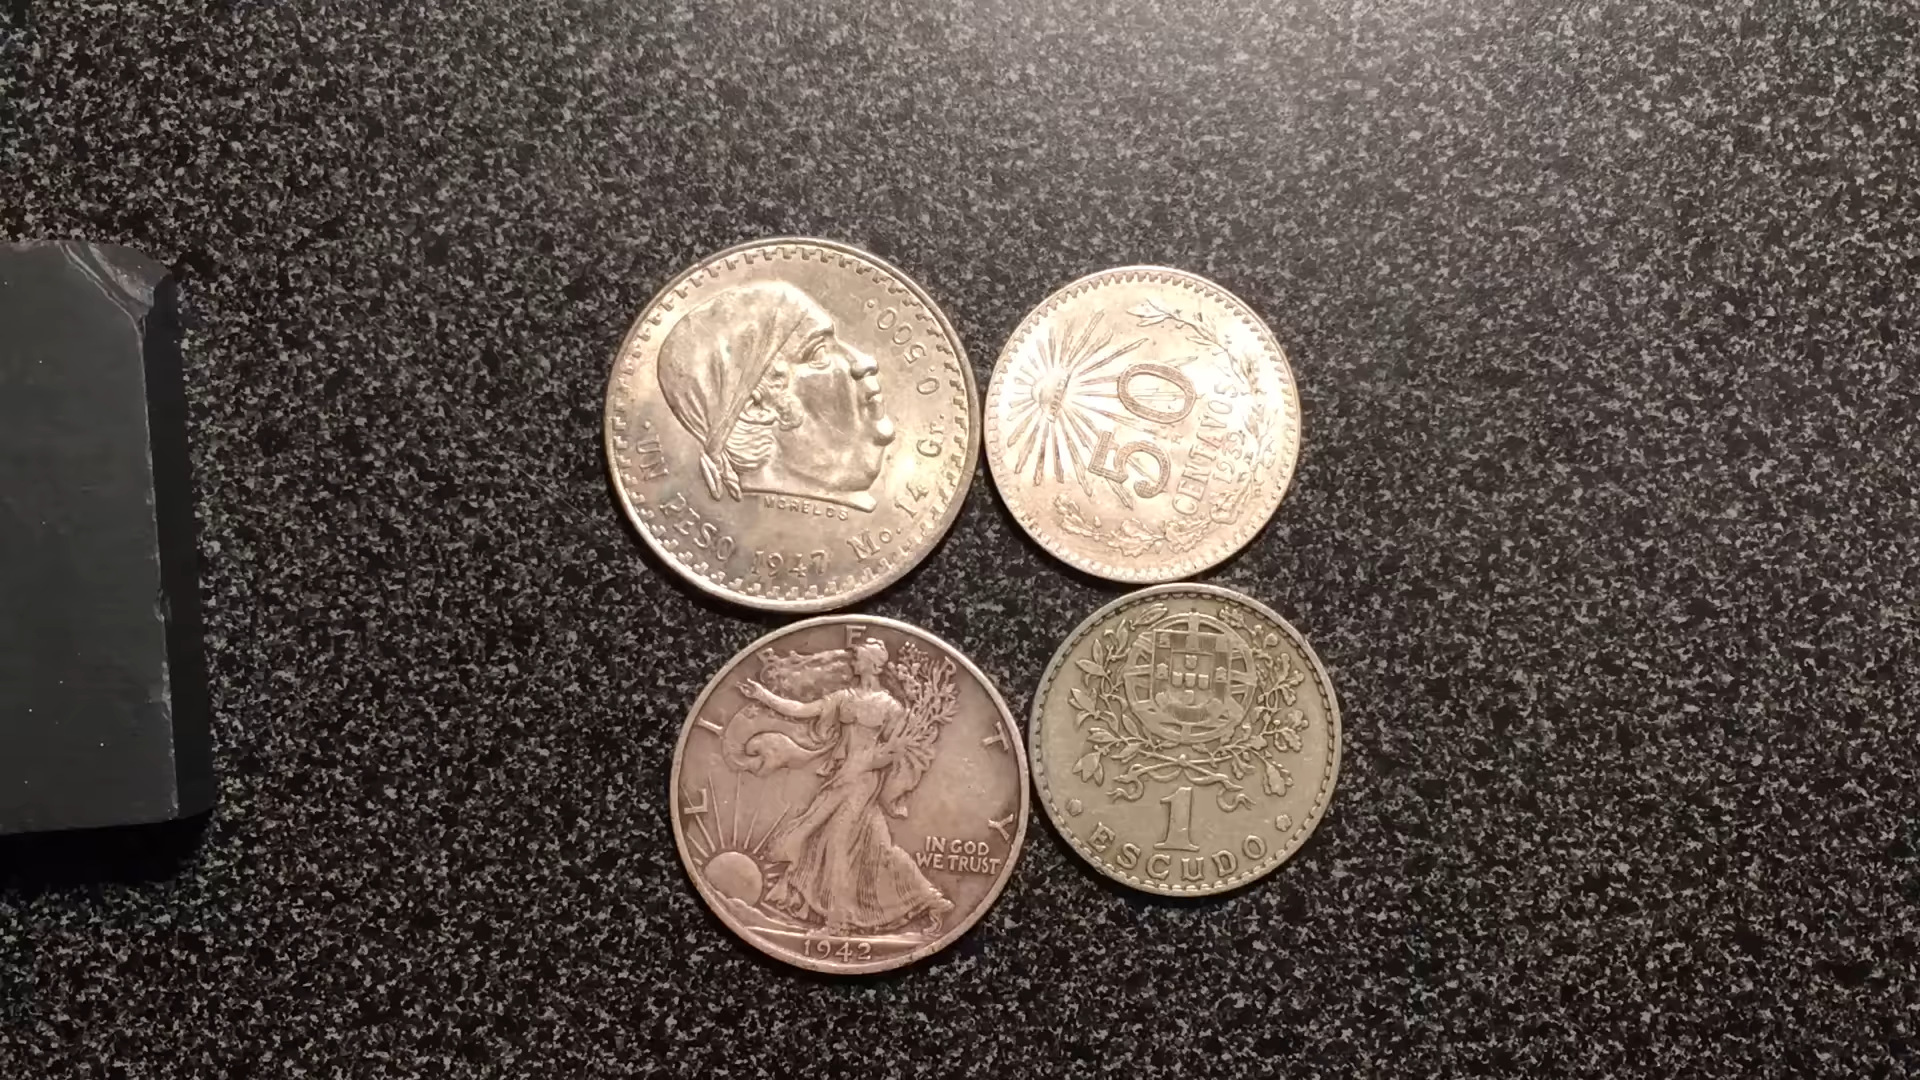 UN PESO 1947 Mo. 14 Gr. 0.500
MORELOS
50
CENTAVOS
1935
LIBERTY
IN GOD
WE TRUST
1942
1
ESCUDO